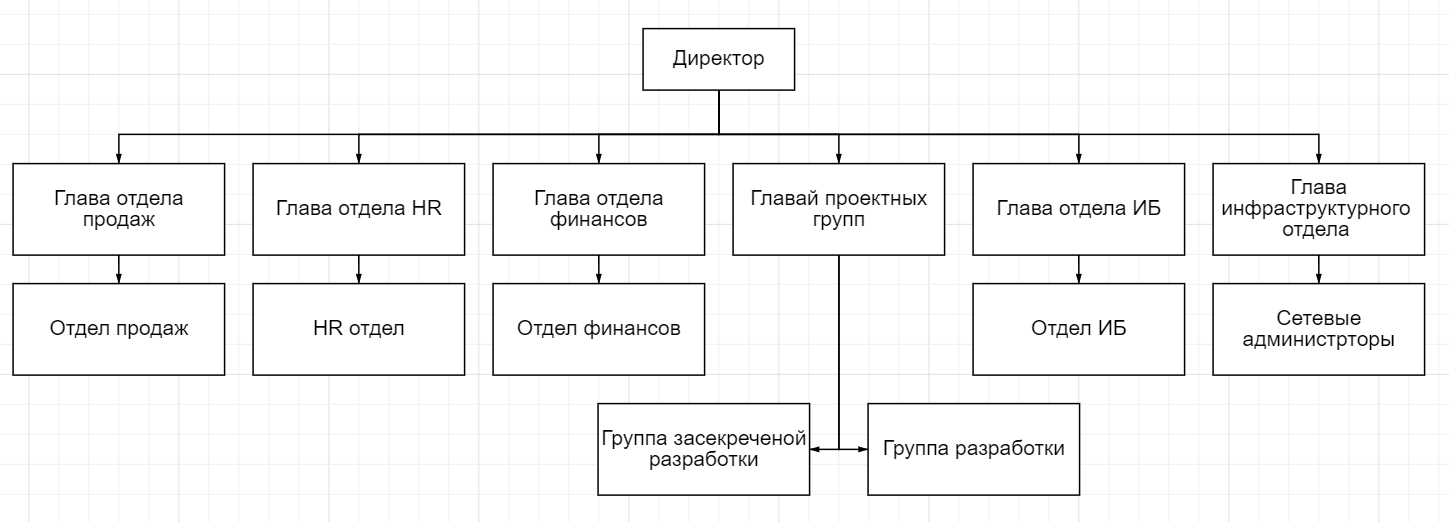 Директор
Глава отдела
продаж
Глава отдела HR
Глава отдела
финансов
Главай проектных
групп
Глава отдела ИБ
Глава
инфраструктурного
отдела
Отдел продаж
HR отдел
Отдел финансов
Отдел ИБ
Сетевые
администрторы
Группа засекреченой
разработки
Группа разработки